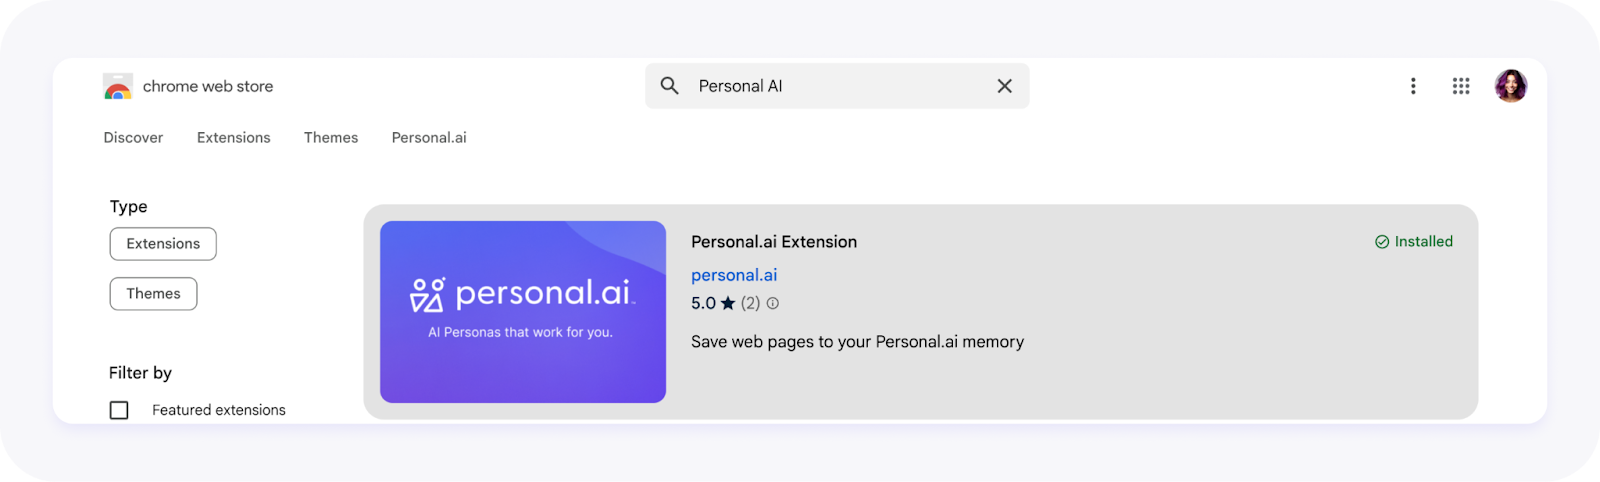 chrome web store
Personal AI
Discover Extensions Themes Personal.ai
Type
Extensions
Themes
Filter by
Featured extensions
personal.ai™
AI Personas that work for you.
Personal.ai Extension
Installed
personal.ai
5.0 ★ (2)
Save web pages to your Personal.ai memory